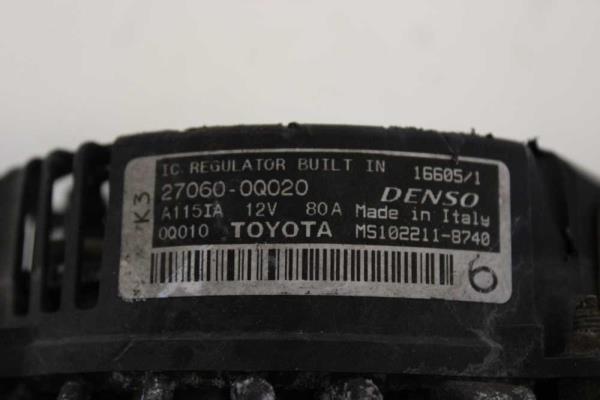 IC REGULATOR BUILT IN 16605/1
27060-0Q020 DENSO
A115IA 12V 80A Made in Italy
0Q010 TOYOTA MS102211-8740
K3
6